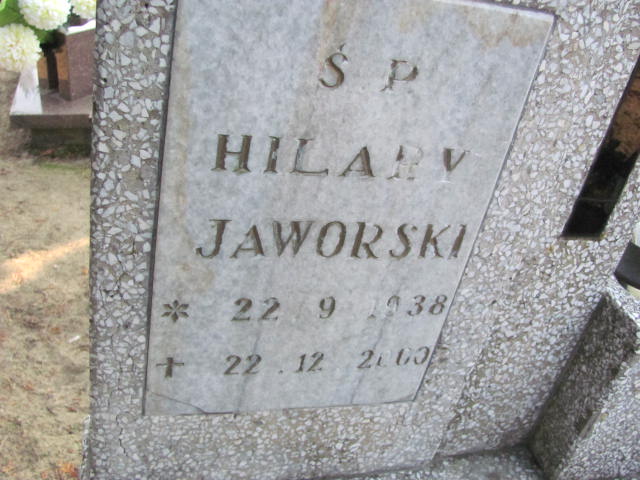 Ś P
HILARY
JAWORSKI
* 22 9 1938
+ 22.12